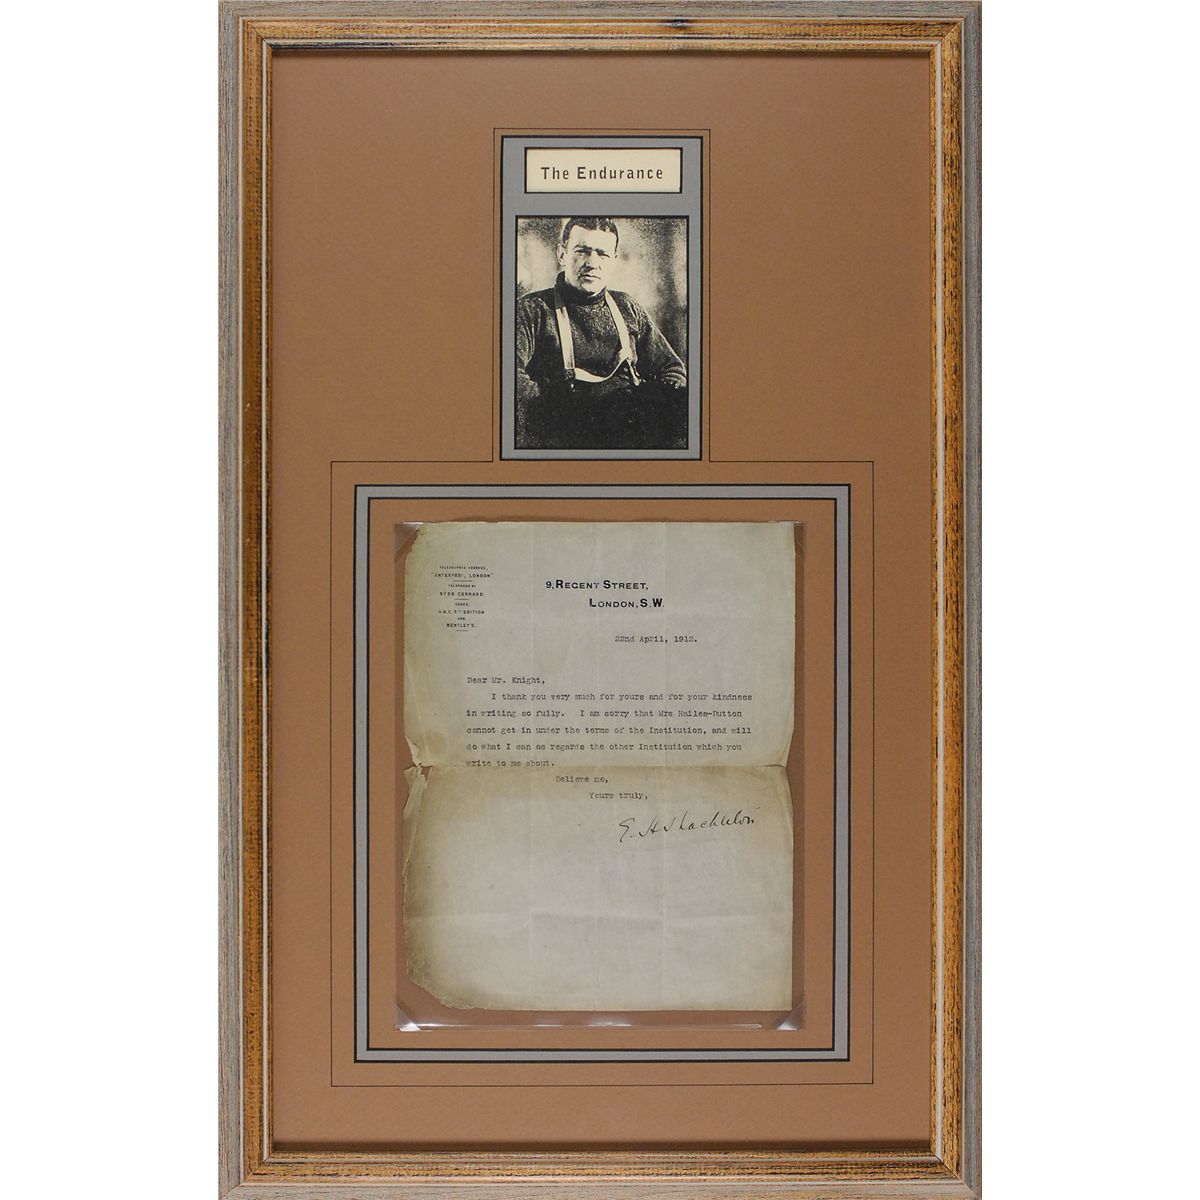 The Endurance
TELEGRAPHIC ADDRESS,
"ANTEXPEDI, LONDON"
TELEPHONE Nº
GERRARD.
CODES,
A.B.C. 5TH EDITION
AND
BENTLEY'S.
9, REGENT STREET,
LONDON, S.W.
22nd April, 1912.
Dear Mr. Knight,
I thank you very much for yours and for your kindness
in writing so fully. I am sorry that Mrs Hailes-Dutton
cannot get in under the terms of the Institution, and will
do what I can as regards the other Institution which you
write to me about.
Believe me,
Yours truly,
E. H Shackleton